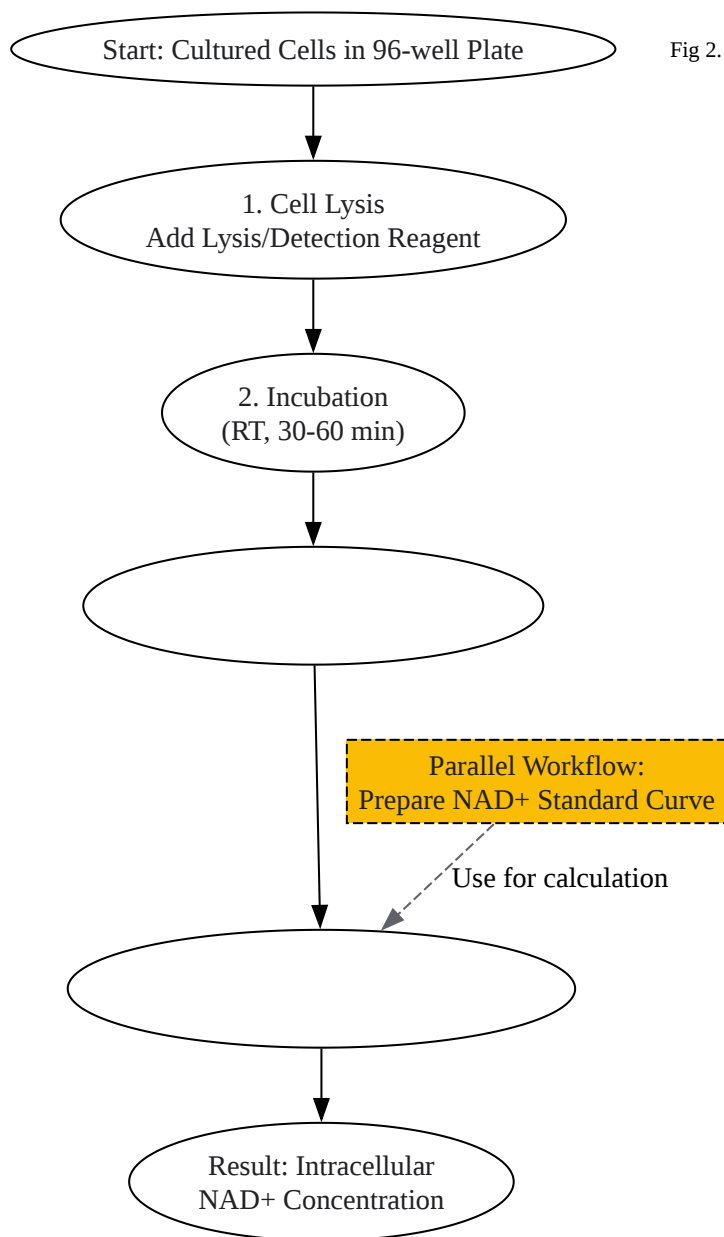 Start: Cultured Cells in 96-well Plate
Fig 2.
1. Cell Lysis
Add Lysis/Detection Reagent
2. Incubation
(RT, 30-60 min)
Parallel Workflow:
Prepare NAD+ Standard Curve
Use for calculation
Result: Intracellular
NAD+ Concentration